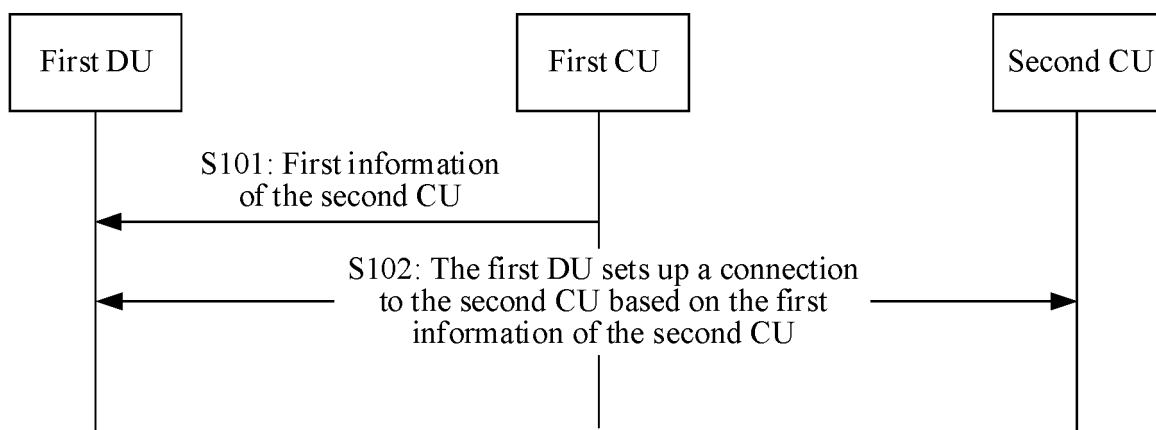 First DU
First CU
Second CU
S101: First information
of the second CU
S102: The first DU sets up a connection
to the second CU based on the first
information of the second CU